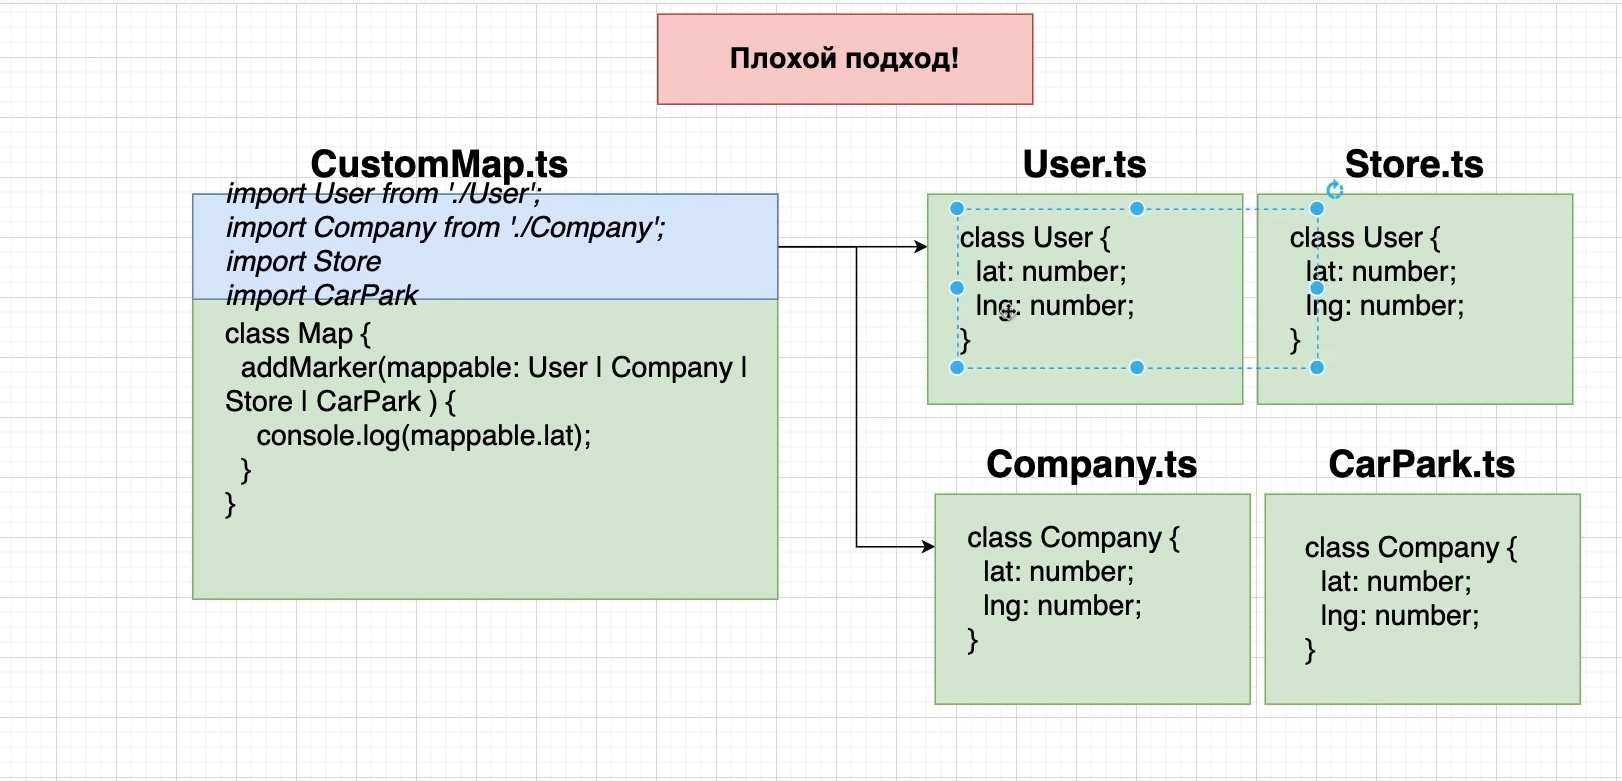 Плохой подход!
CustomMap.ts
import User from './User';
import Company from './Company';
import Store
import CarPark
class Map {
addMarker(mappable: User | Company |
Store | CarPark ) {
console.log(mappable.lat);
}
}
User.ts
class User {
lat: number;
lng: number;
}
Store.ts
class User {
lat: number;
lng: number;
}
Company.ts
class Company {
lat: number;
lng: number;
}
CarPark.ts
class Company {
lat: number;
lng: number;
}